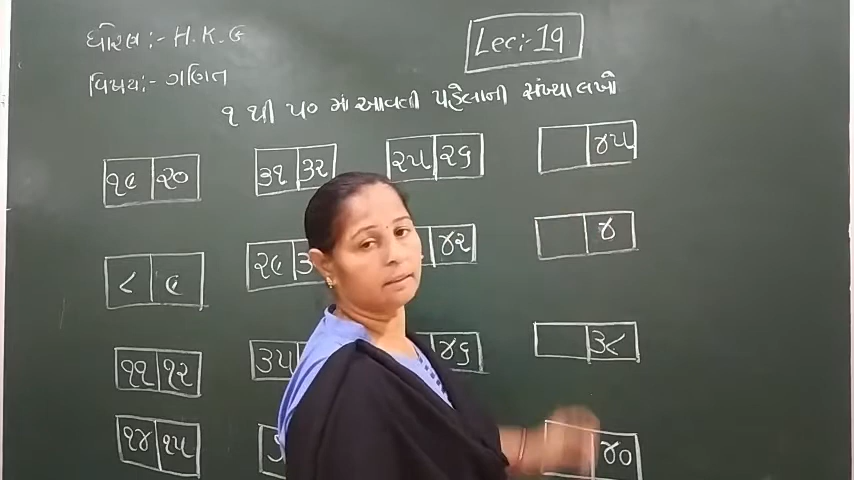 ધોરણ :- H.K.G
Lec:- 19
વિષય:- ગણિત
૧ થી ૫૦ માં આવતી પહેલાની સંખ્યા લખો
૧૯ ૨૦ ૩૧ ૩૨ ૨૫ ૨૬ ૪૫
૮ ૯ ૨૯ ૪૨ ૪
૧૧ ૧૨ ૩૫ ૪૬ ૩૮
૧૪ ૧૫ ૪૦